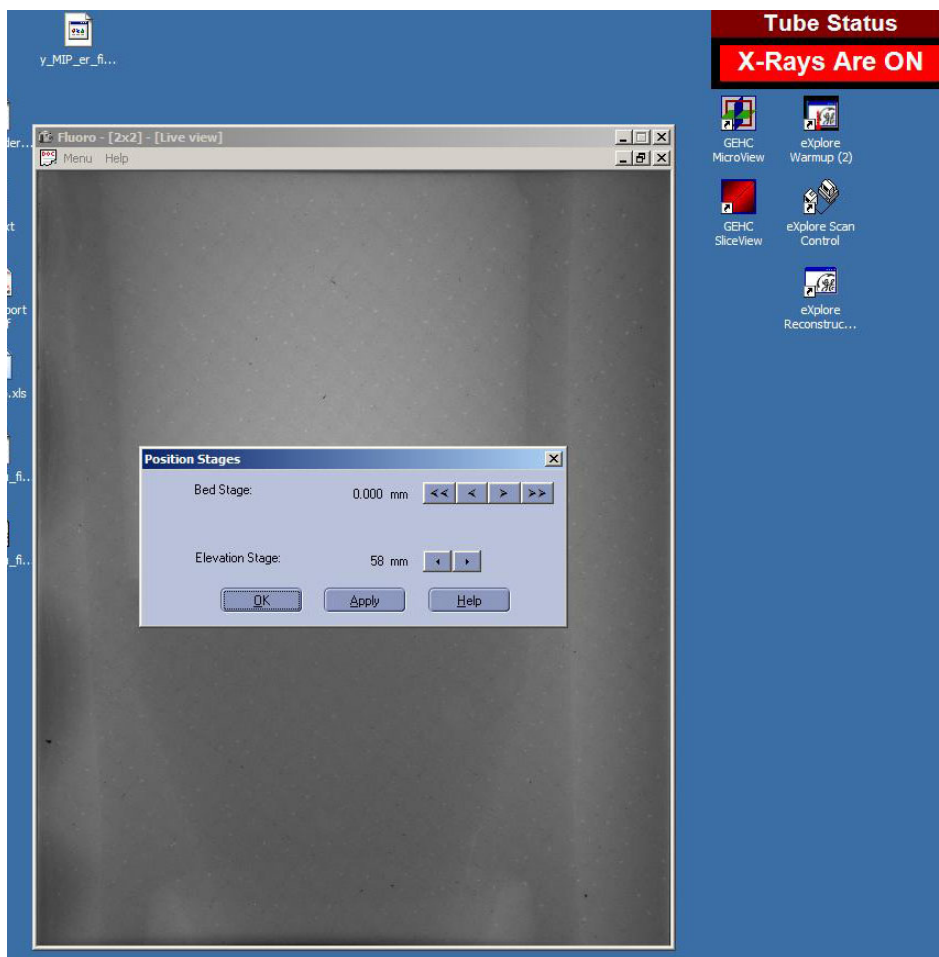 Tube Status
X-Rays Are ON
y_MIP_er_fi...
GEHC
MicroView
eXplore
Warmup (2)
GEHC
SliceView
eXplore Scan
Control
eXplore
Reconstruc...
Fluoro - [2x2] - [Live view]
Menu Help
Position Stages
Bed Stage: 0.000 mm << < > >>
Elevation Stage: 58 mm
OK Apply Help
.xls
_fi...
_fi...